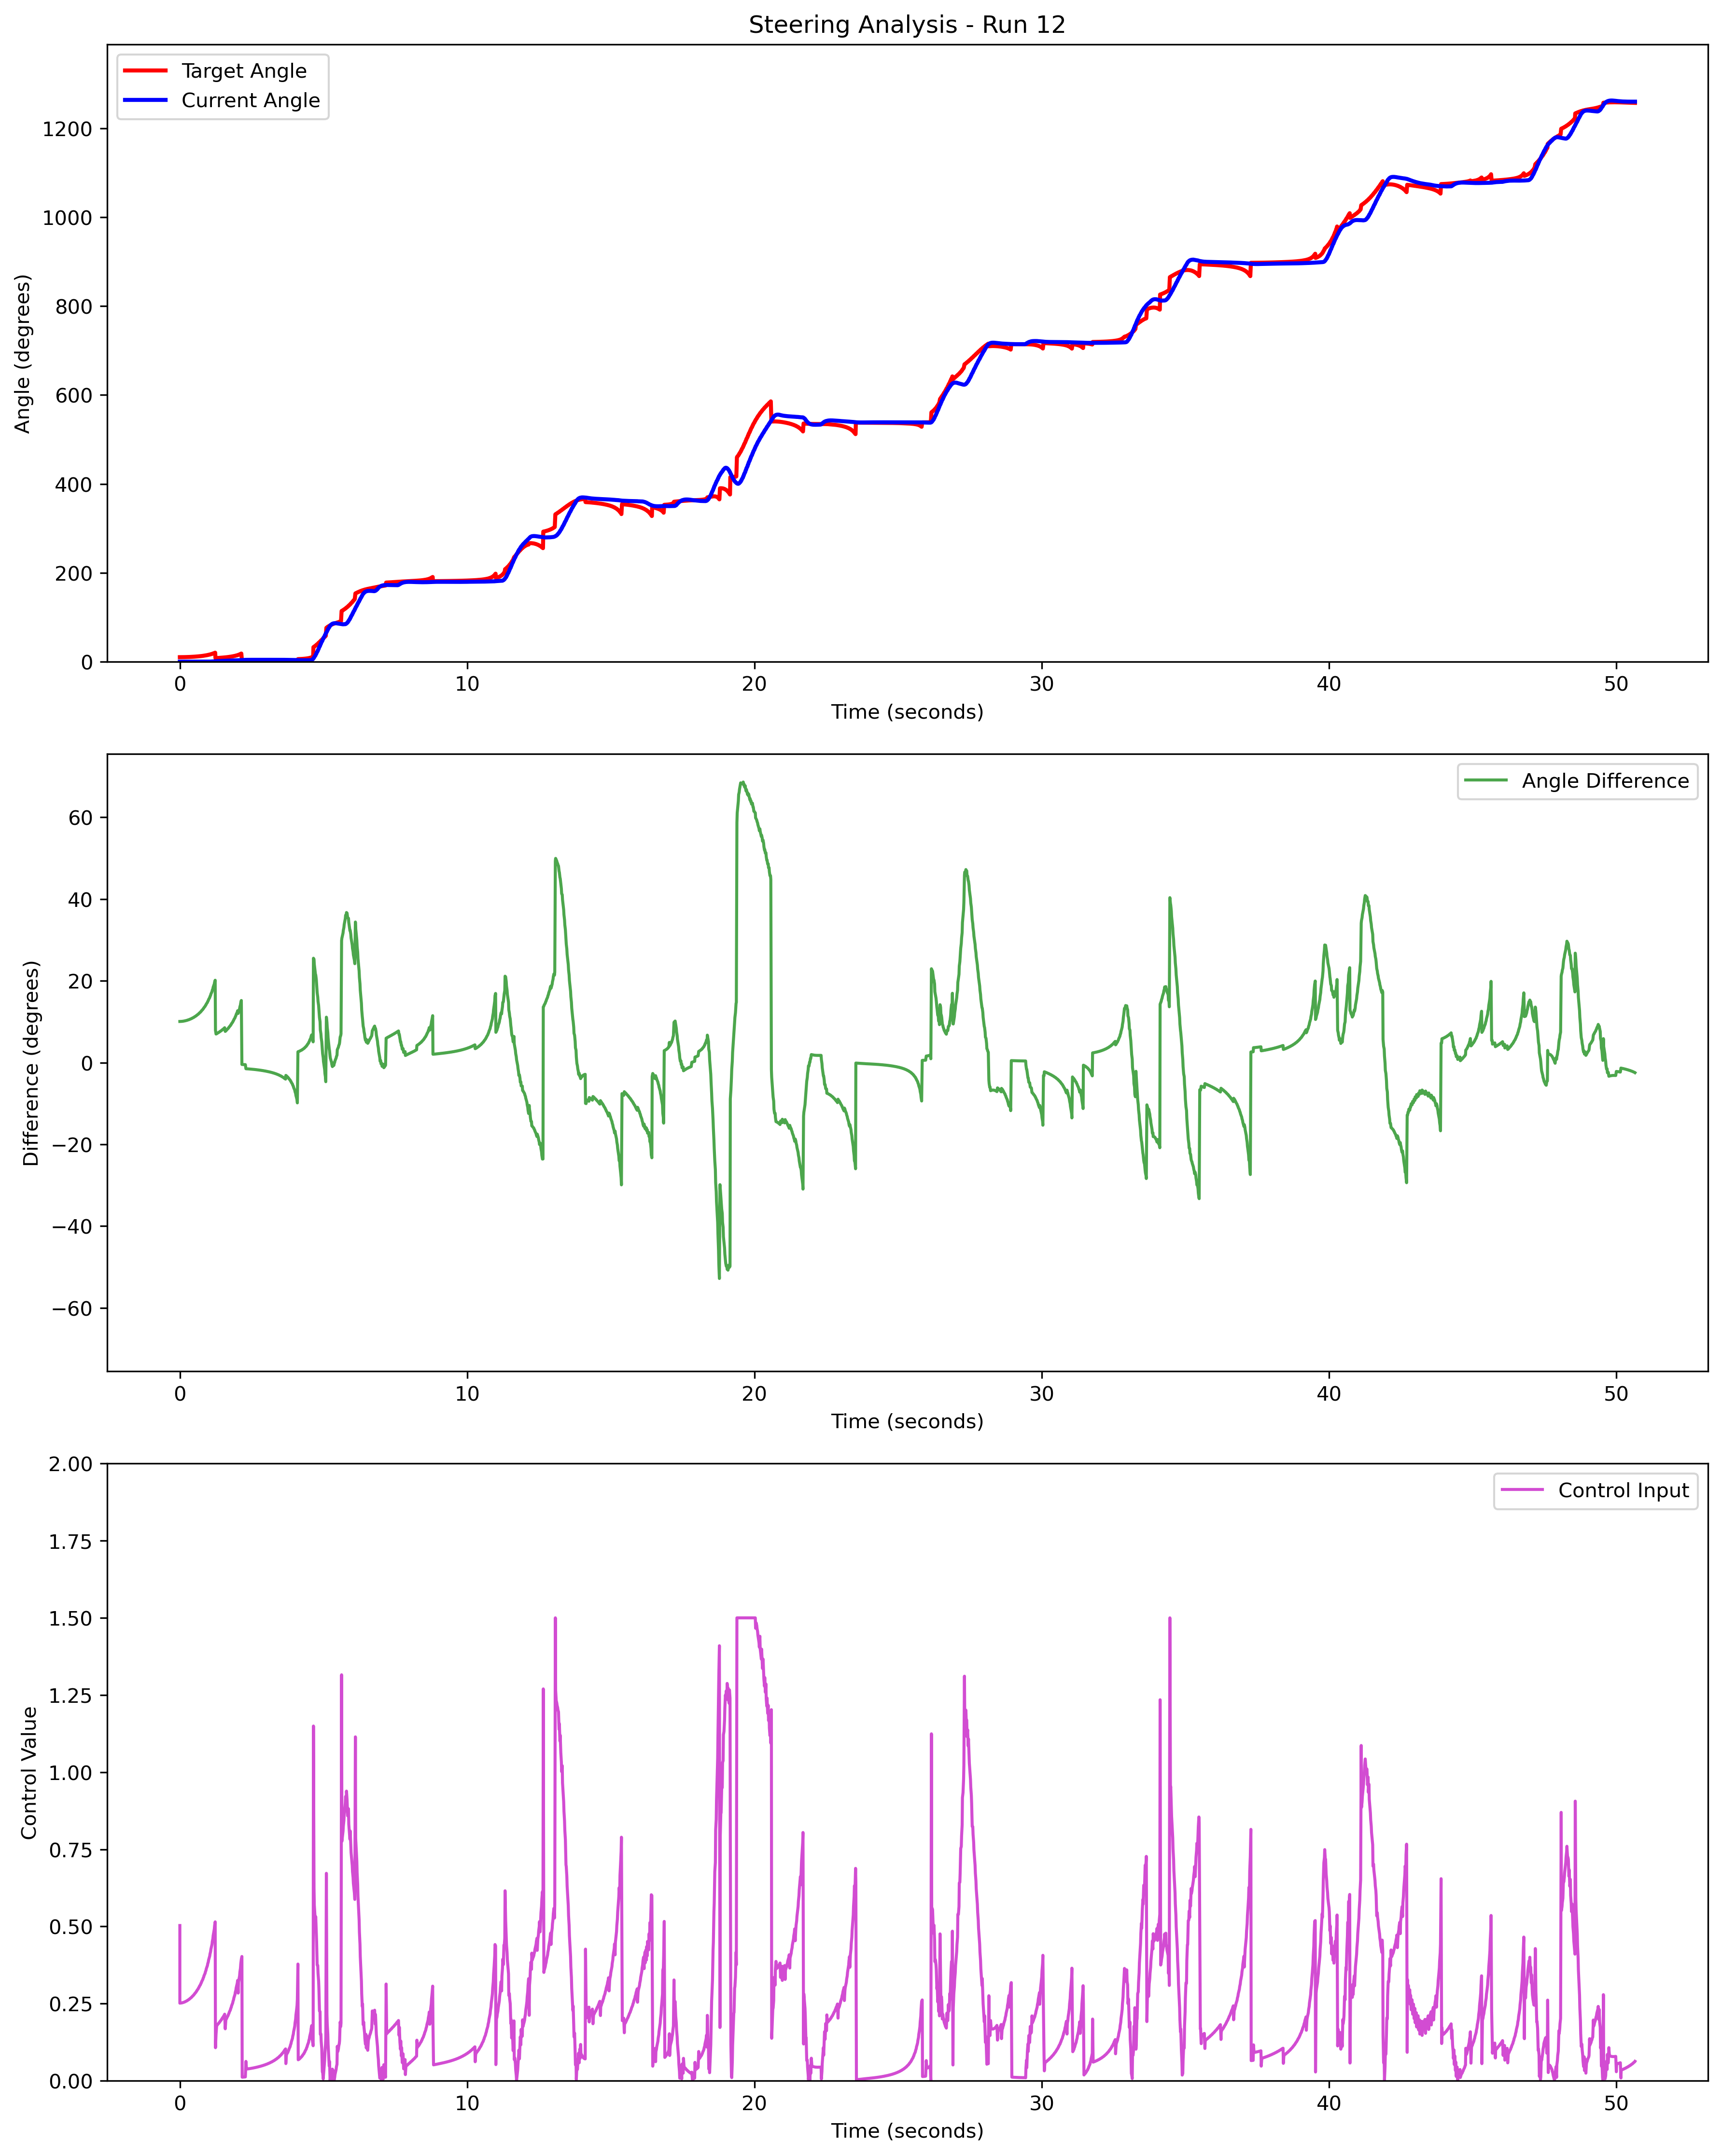 Steering Analysis - Run 12
Target Angle
Current Angle
Angle (degrees)
1200
1000
800
600
400
200
0
0 10 20 30 40 50
Time (seconds)
Angle Difference
Difference (degrees)
60
40
20
0
−20
−40
−60
0 10 20 30 40 50
Time (seconds)
Control Input
Control Value
2.00
1.75
1.50
1.25
1.00
0.75
0.50
0.25
0.00
0 10 20 30 40 50
Time (seconds)